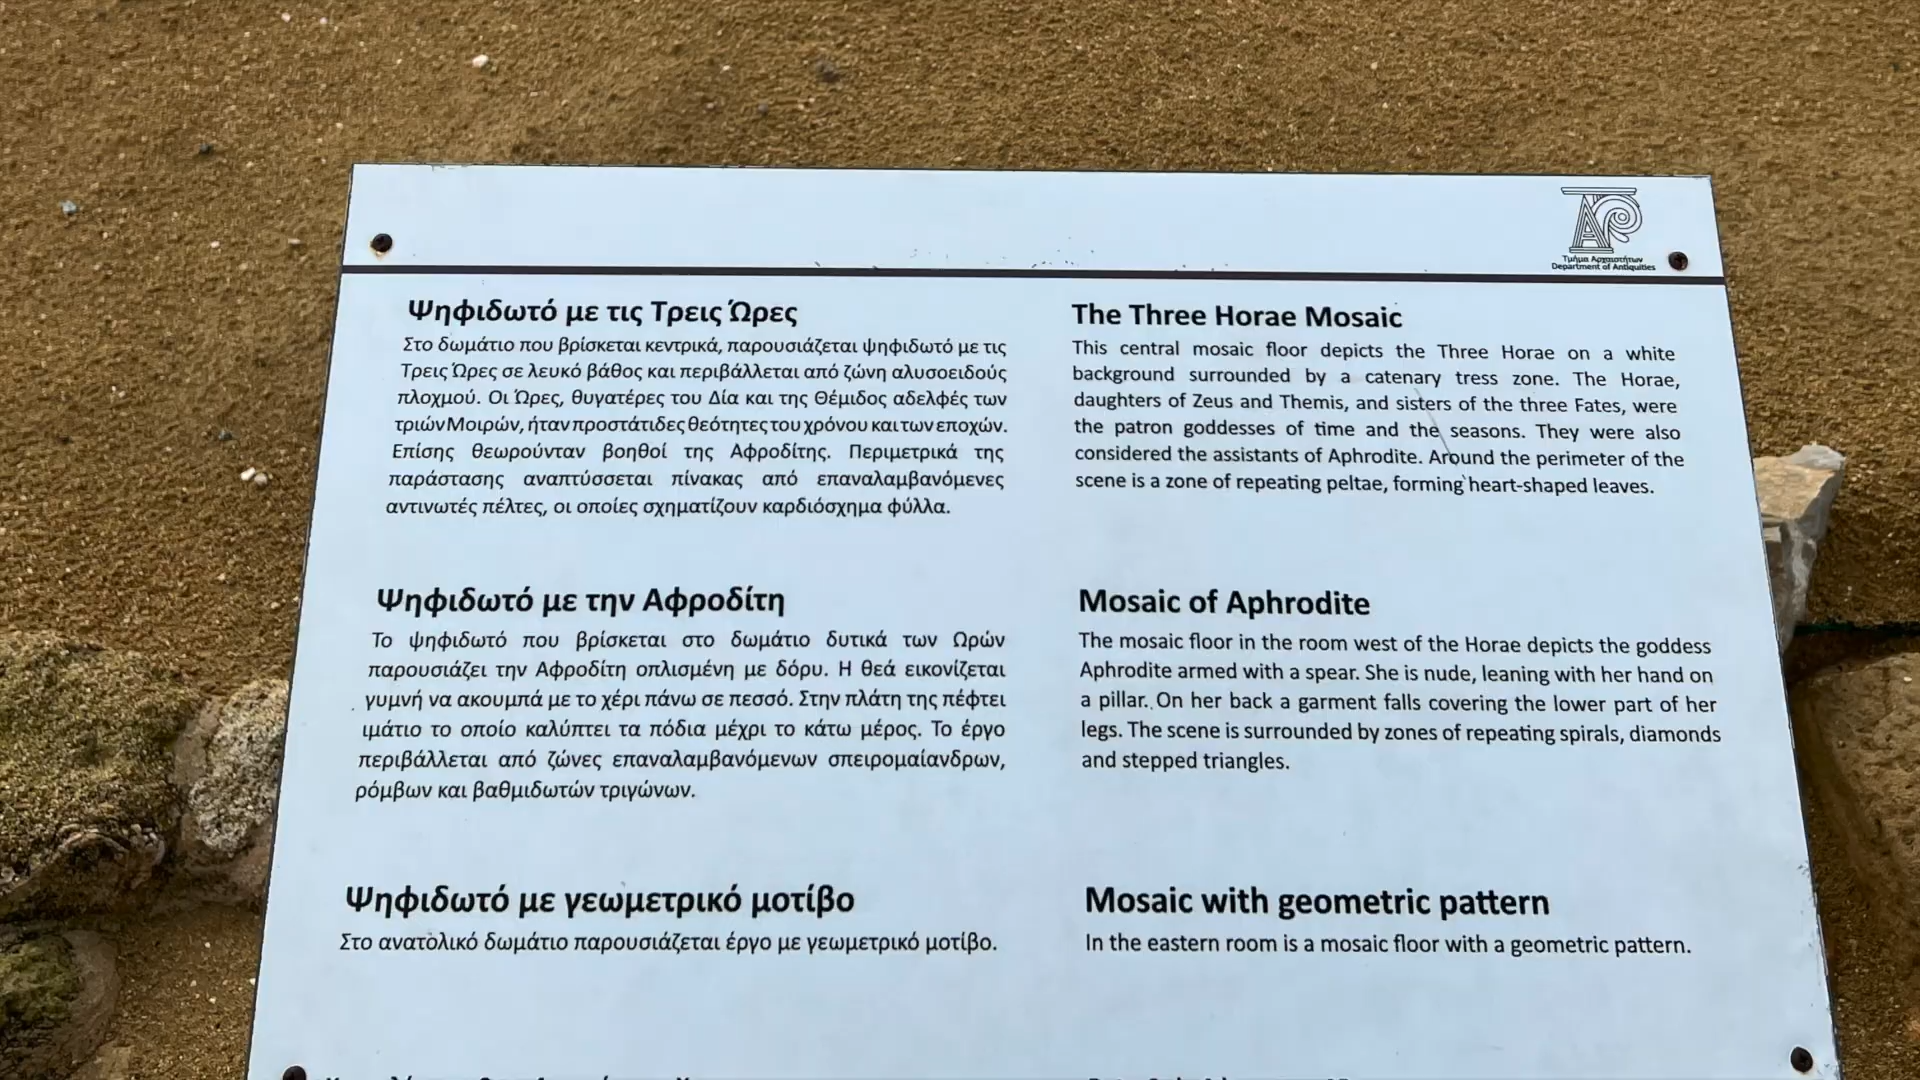 Τμήμα Αρχαιοτήτων
Department of Antiquities
Ψηφιδωτό με τις Τρεις Ώρες
Στο δωμάτιο που βρίσκεται κεντρικά, παρουσιάζεται ψηφιδωτό με τις
Τρεις Ώρες σε λευκό βάθος και περιβάλλεται από ζώνη αλυσοειδούς
πλοχμού. Οι Ώρες, θυγατέρες του Δία και της Θέμιδος αδελφές των
τριών Μοιρών, ήταν προστάτιδες θεότητες του χρόνου και των εποχών.
Επίσης θεωρούνταν βοηθοί της Αφροδίτης. Περιμετρικά της
παράστασης αναπτύσσεται πίνακας από επαναλαμβανόμενες
αντινωτές πέλτες, οι οποίες σχηματίζουν καρδιόσχημα φύλλα.
Ψηφιδωτό με την Αφροδίτη
Το ψηφιδωτό που βρίσκεται στο δωμάτιο δυτικά των Ωρών
παρουσιάζει την Αφροδίτη οπλισμένη με δόρυ. Η θεά εικονίζεται
γυμνή να ακουμπά με το χέρι πάνω σε πεσσό. Στην πλάτη της πέφτει
ιμάτιο το οποίο καλύπτει τα πόδια μέχρι το κάτω μέρος. Το έργο
περιβάλλεται από ζώνες επαναλαμβανόμενων σπειρομαίανδρων,
ρόμβων και βαθμιδωτών τριγώνων.
Ψηφιδωτό με γεωμετρικό μοτίβο
Στο ανατολικό δωμάτιο παρουσιάζεται έργο με γεωμετρικό μοτίβο.
The Three Horae Mosaic
This central mosaic floor depicts the Three Horae on a white
background surrounded by a catenary tress zone. The Horae,
daughters of Zeus and Themis, and sisters of the three Fates, were
the patron goddesses of time and the seasons. They were also
considered the assistants of Aphrodite. Around the perimeter of the
scene is a zone of repeating peltae, forming heart-shaped leaves.
Mosaic of Aphrodite
The mosaic floor in the room west of the Horae depicts the goddess
Aphrodite armed with a spear. She is nude, leaning with her hand on
a pillar. On her back a garment falls covering the lower part of her
legs. The scene is surrounded by zones of repeating spirals, diamonds
and stepped triangles.
Mosaic with geometric pattern
In the eastern room is a mosaic floor with a geometric pattern.